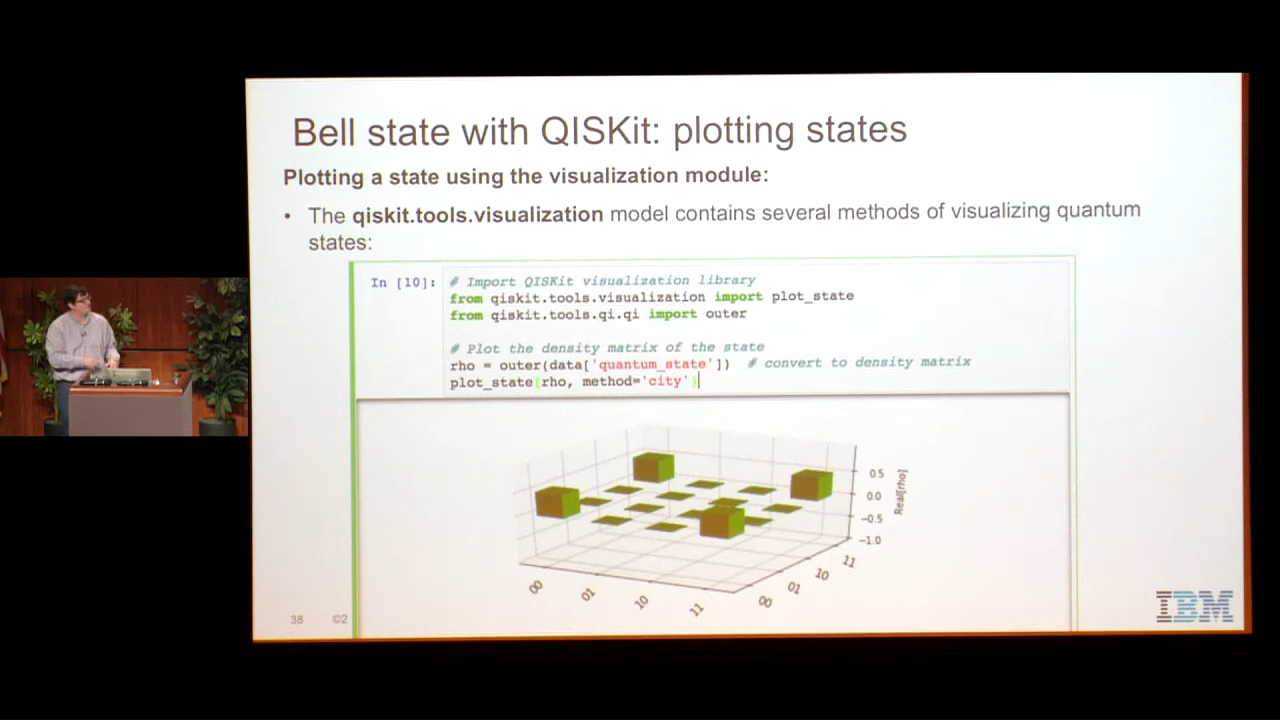 Bell state with QISKit: plotting states
Plotting a state using the visualization module:
• The qiskit.tools.visualization model contains several methods of visualizing quantum
states:
In [10]: # Import QISKit visualization library
from qiskit.tools.visualization import plot_state
from qiskit.tools.qi.qi import outer
# Plot the density matrix of the state
rho = outer(data['quantum_state']) # convert to density matrix
plot_state(rho, method='city')
0.5
0.0
−0.5
−1.0
Real[rho]
00 01 10 11
00 01 10 11
38 ©2
IBM